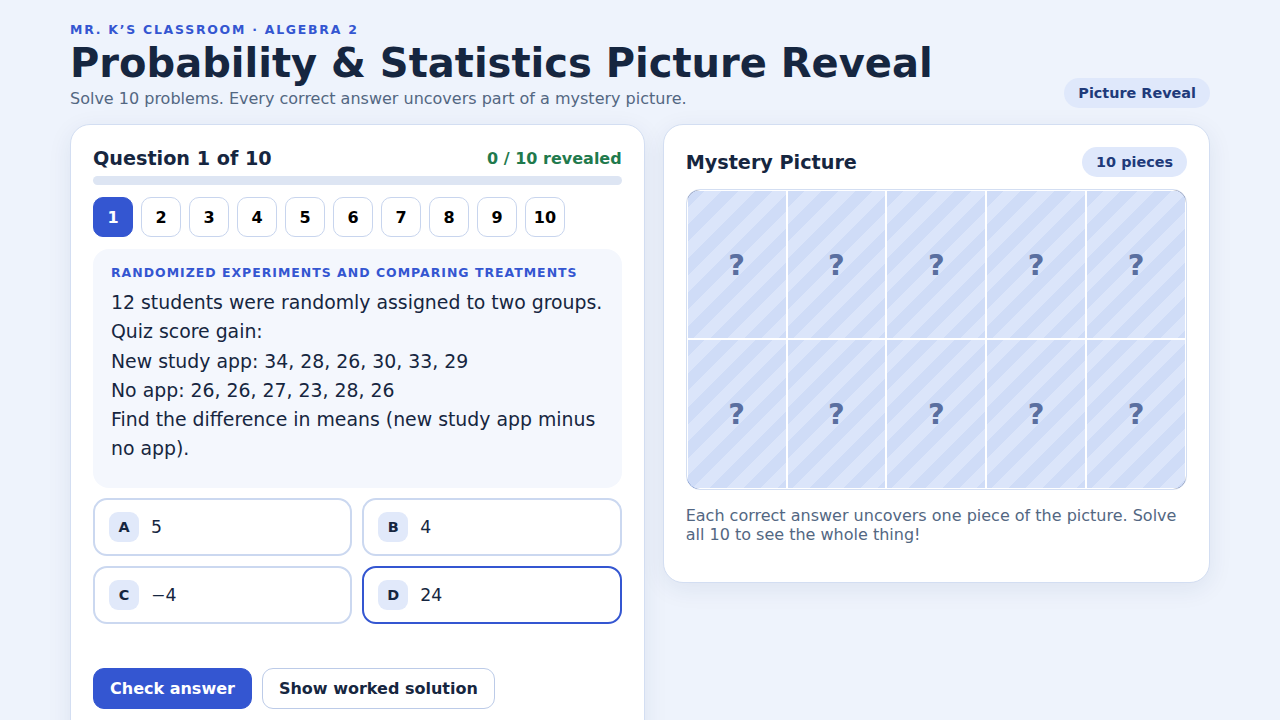 MR. K’S CLASSROOM · ALGEBRA 2
Probability & Statistics Picture Reveal
Solve 10 problems. Every correct answer uncovers part of a mystery picture.
Picture Reveal
Question 1 of 10
0 / 10 revealed
1 2 3 4 5 6 7 8 9 10
RANDOMIZED EXPERIMENTS AND COMPARING TREATMENTS
12 students were randomly assigned to two groups.
Quiz score gain:
New study app: 34, 28, 26, 30, 33, 29
No app: 26, 26, 27, 23, 28, 26
Find the difference in means (new study app minus
no app).
A 5
B 4
C −4
D 24
Check answer
Show worked solution
Mystery Picture
10 pieces
? ? ? ? ?
? ? ? ? ?
Each correct answer uncovers one piece of the picture. Solve
all 10 to see the whole thing!